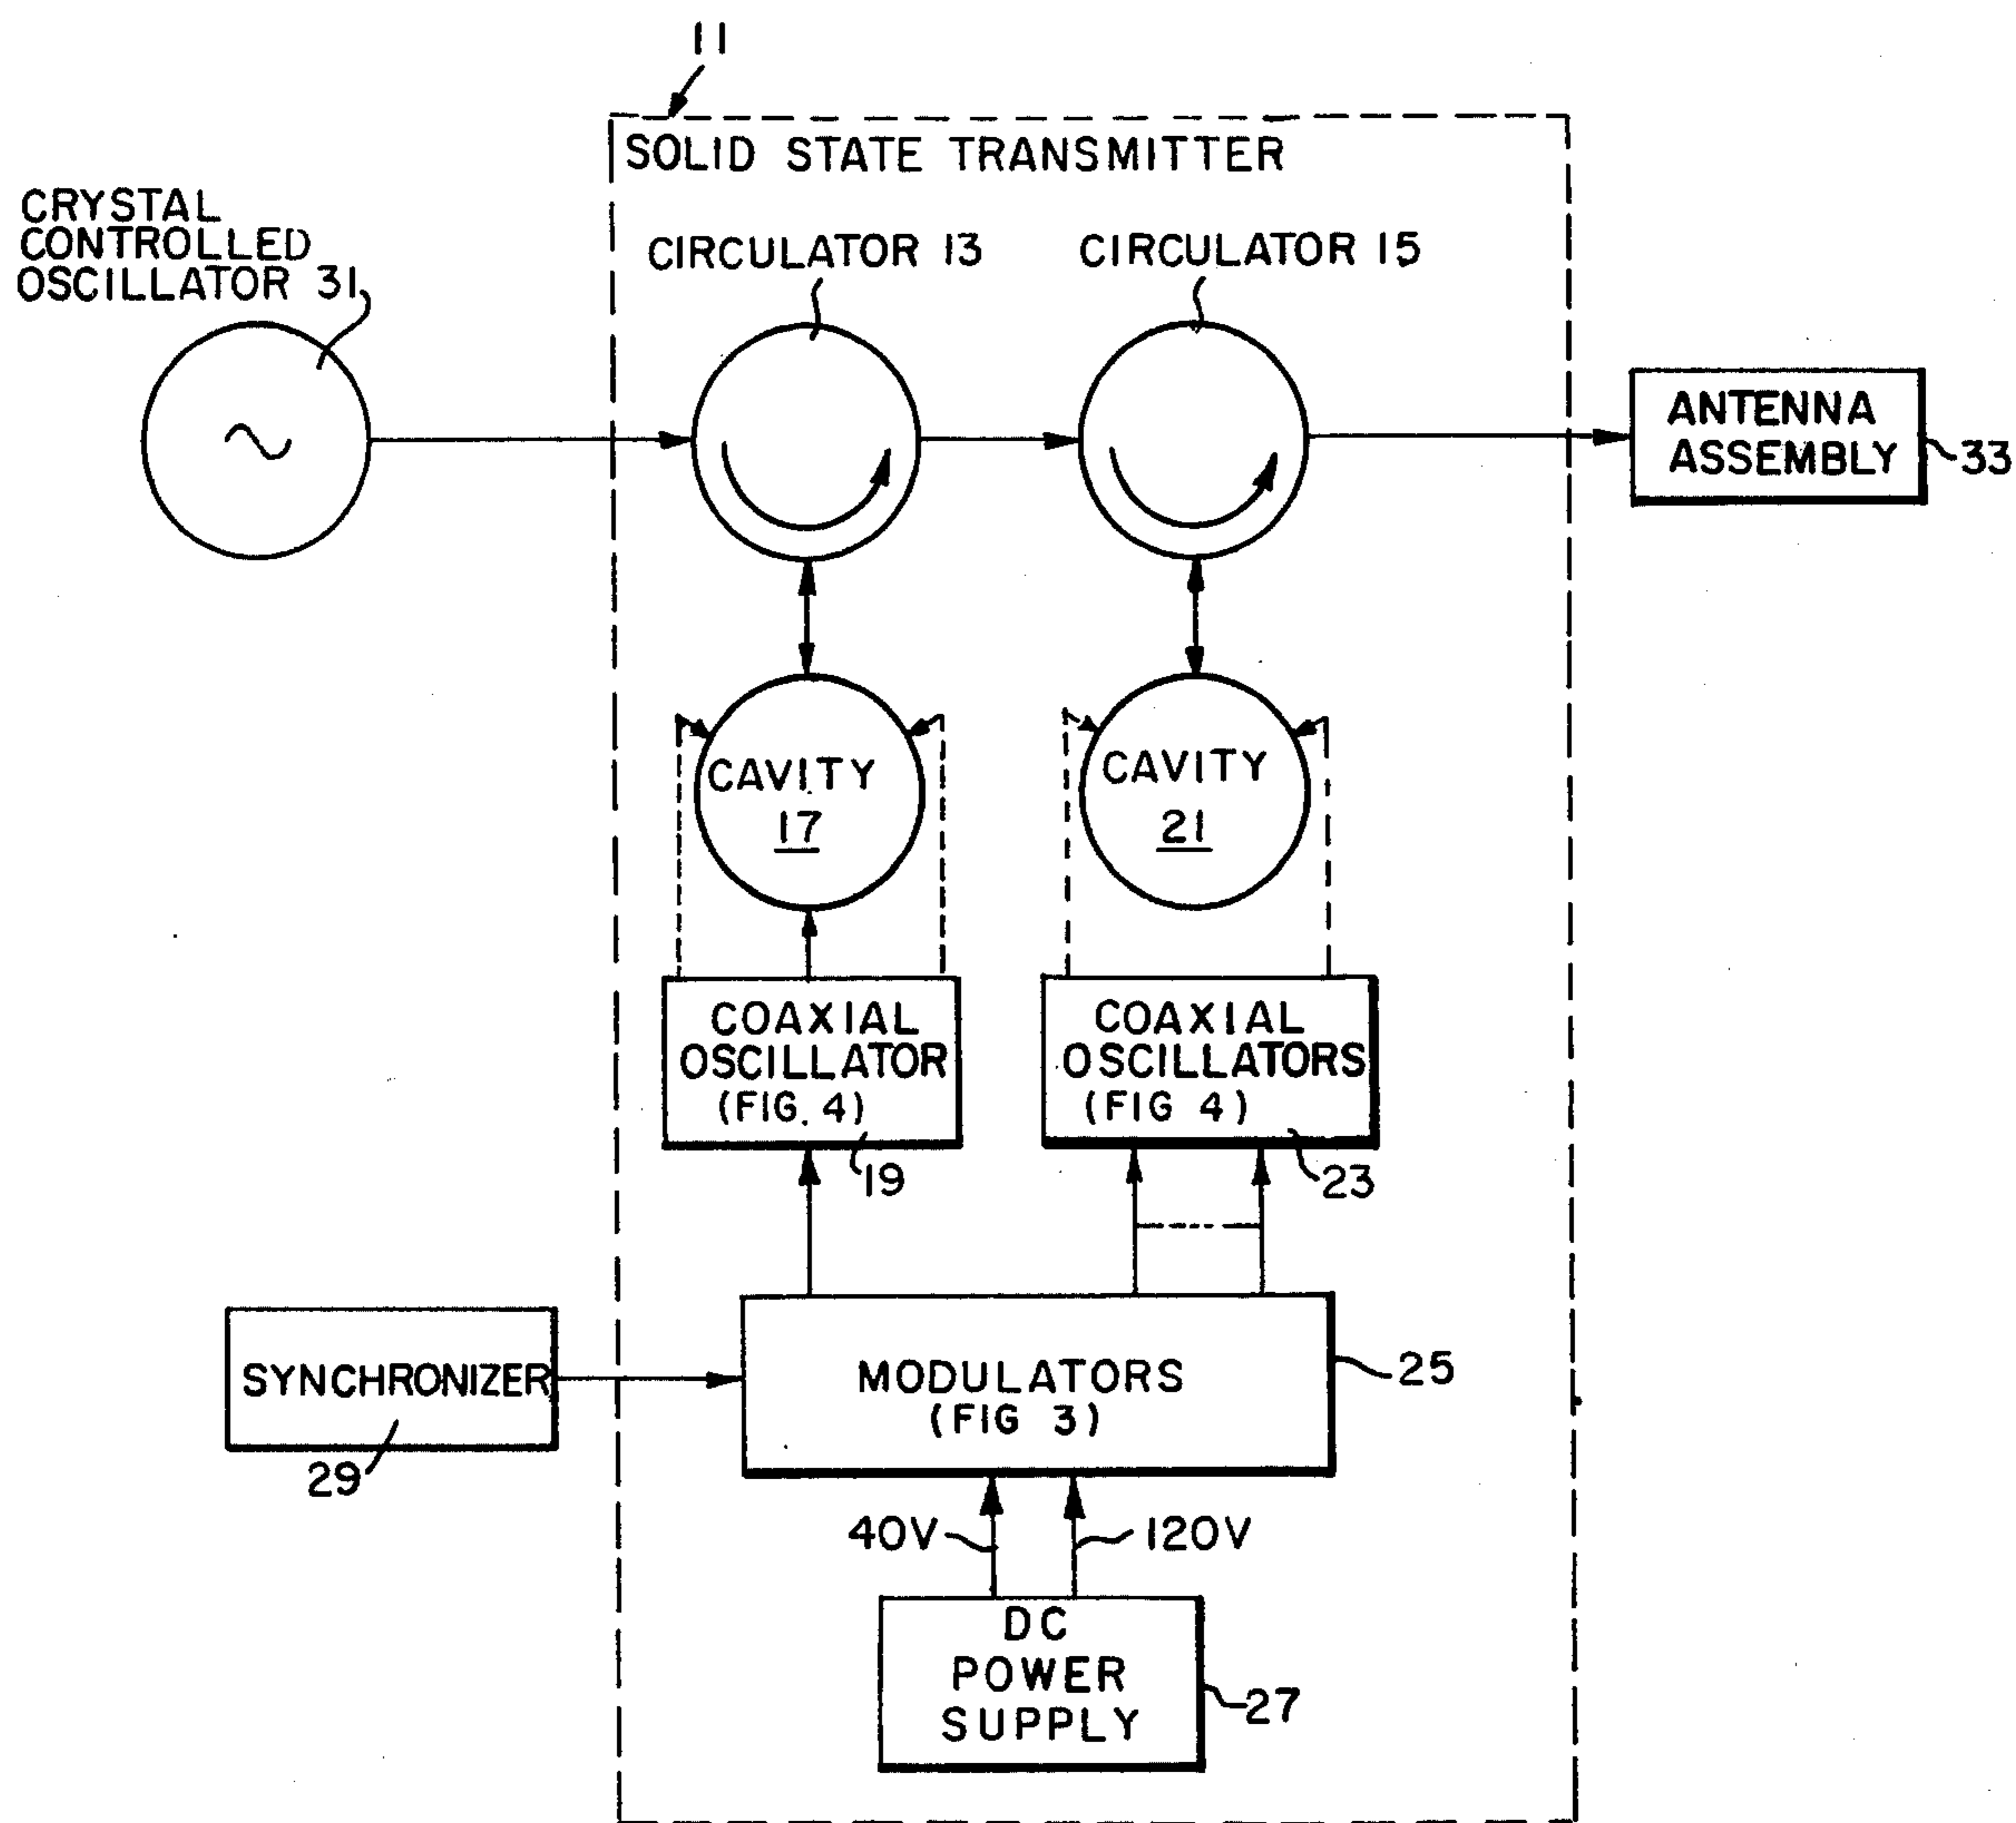 11
SOLID STATE TRANSMITTER
CRYSTAL
CONTROLLED
OSCILLATOR 31
CIRCULATOR 13
CIRCULATOR 15
ANTENNA
ASSEMBLY
33
CAVITY
17
CAVITY
21
COAXIAL
OSCILLATOR
(FIG. 4)
19
COAXIAL
OSCILLATORS
(FIG 4)
23
SYNCHRONIZER
29
MODULATORS
(FIG 3)
25
40V
120V
DC
POWER
SUPPLY
27